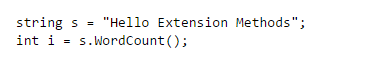 string s = "Hello Extension Methods";
int i = s.WordCount();